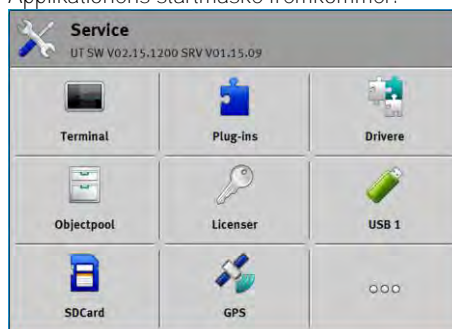 Applikationens startmaske fremkommer:
Service
UT SW V02.15.1200 SRV V01.15.09
Terminal
Plug-ins
Drivere
Objectpool
Licenser
USB 1
SDCard
GPS